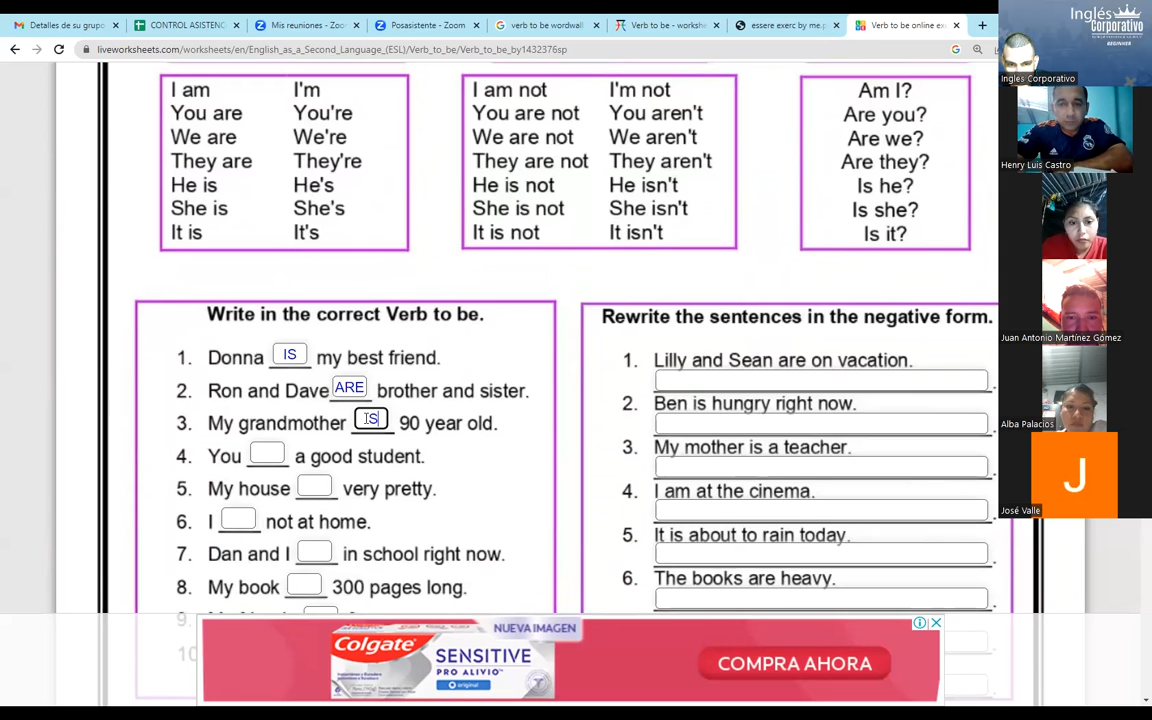 Detalles de su grupo
CONTROL ASISTENC
Mis reuniones - Zoo
Posasistente - Zoom
verb to be wordwall
Verb to be - workshe
essere exerc by me.p
Verb to be online exe
liveworksheets.com/worksheets/en/English_as_a_Second_Language_(ESL)/Verb_to_be/Verb_to_be_by1432376sp
I am I'm
You are You're
We are We're
They are They're
He is He's
She is She's
It is It's
I am not I'm not
You are not You aren't
We are not We aren't
They are not They aren't
He is not He isn't
She is not She isn't
It is not It isn't
Am I?
Are you?
Are we?
Are they?
Is he?
Is she?
Is it?
Write in the correct Verb to be.
1. Donna IS my best friend.
2. Ron and Dave ARE brother and sister.
3. My grandmother IS 90 year old.
4. You a good student.
5. My house very pretty.
6. I not at home.
7. Dan and I in school right now.
8. My book 300 pages long.
9.
10
Rewrite the sentences in the negative form.
1. Lilly and Sean are on vacation.
.
2. Ben is hungry right now.
.
3. My mother is a teacher.
.
4. I am at the cinema.
.
5. It is about to rain today.
.
6. The books are heavy.
.
NUEVA IMAGEN
Colgate
SENSITIVE
PRO ALIVIO
original
COMPRA AHORA
Inglés
Corporativo
BEGINNER
Ingles Corporativo
Henry Luis Castro
Juan Antonio Martínez Gómez
Alba Palacios
J
José Valle